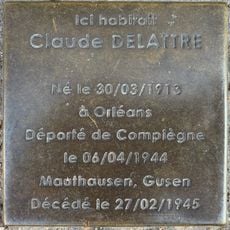 Ici habitait
Claude DELATTRE
Né le 30/03/1913
à Orléans
Déporté de Compiègne
le 06/04/1944
Mauthausen, Gusen
Décédé le 27/02/1945